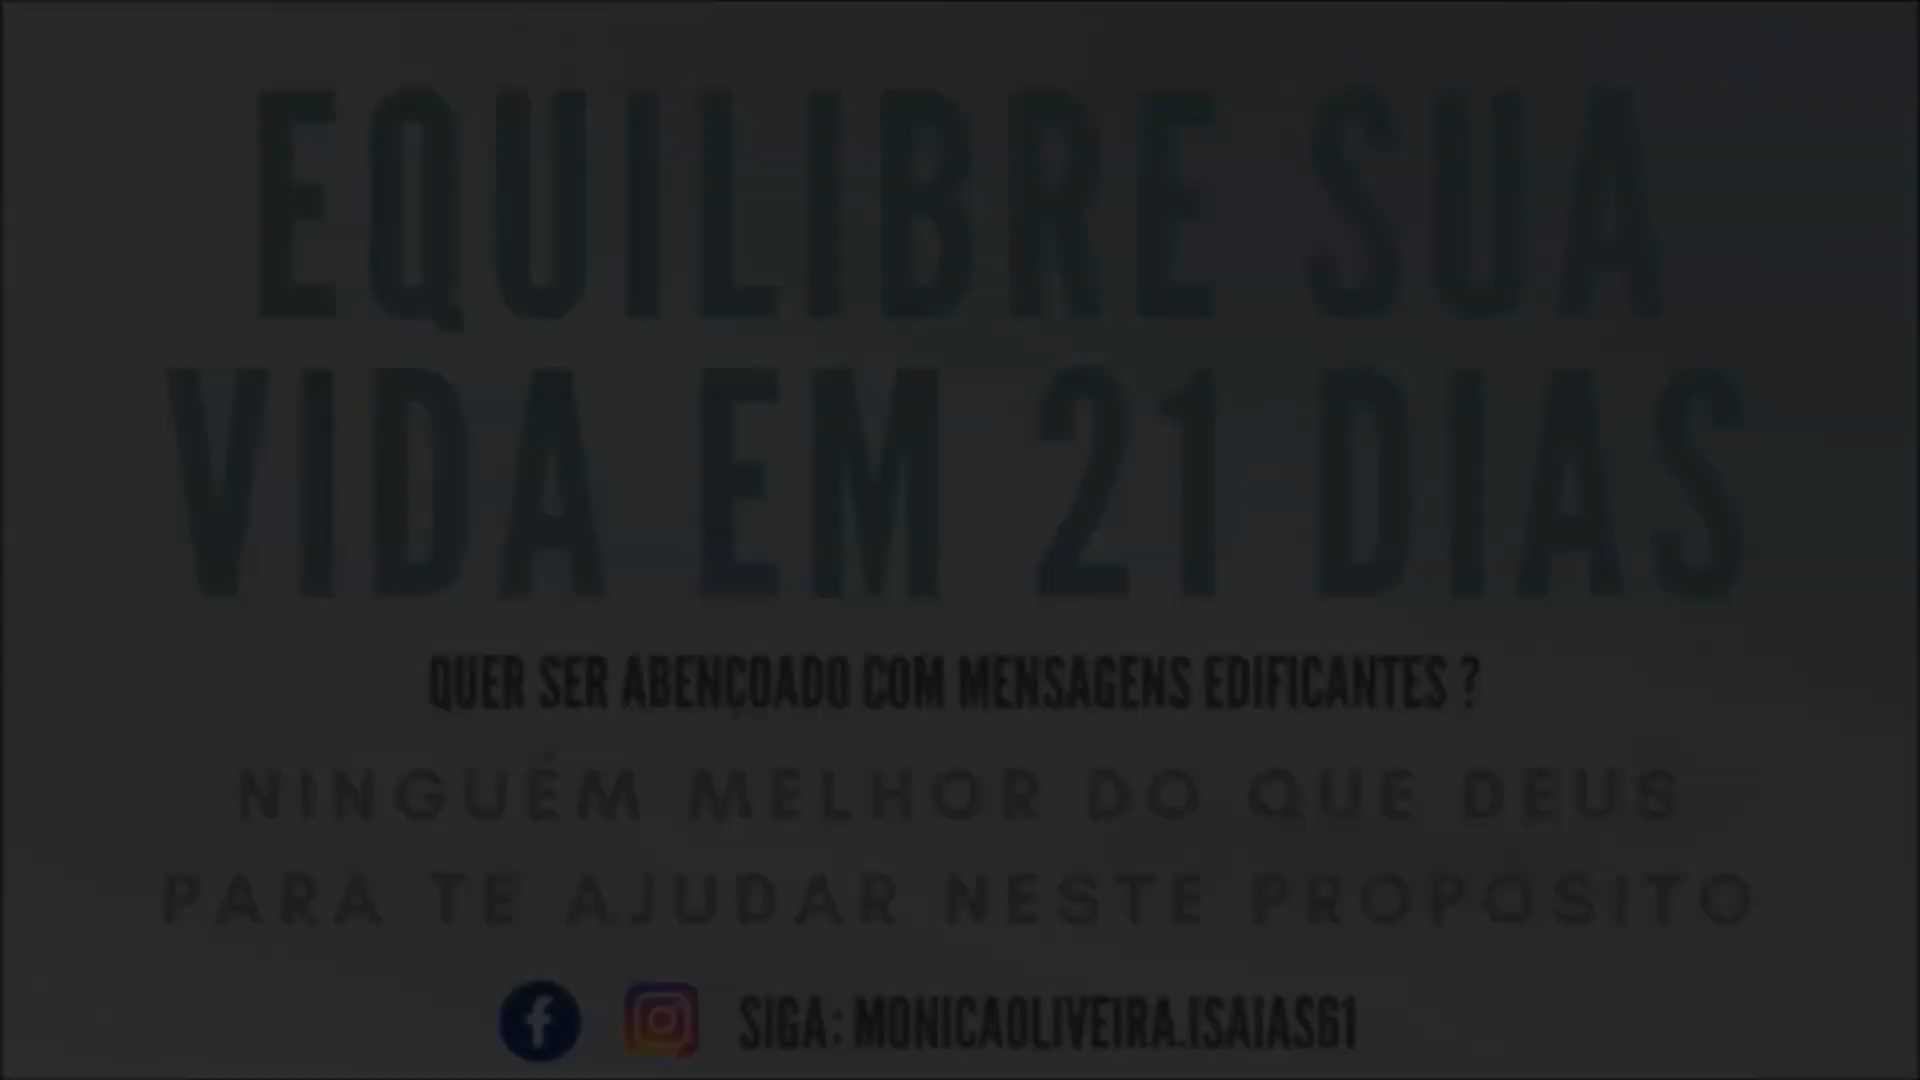 EQUILIBRE SUA
VIDA EM 21 DIAS
QUER SER ABENÇOADO COM MENSAGENS EDIFICANTES ?
NINGUÉM MELHOR DO QUE DEUS
PARA TE AJUDAR NESTE PROPÓSITO
SIGA: MONICAOLIVEIRA.ISAIAS61